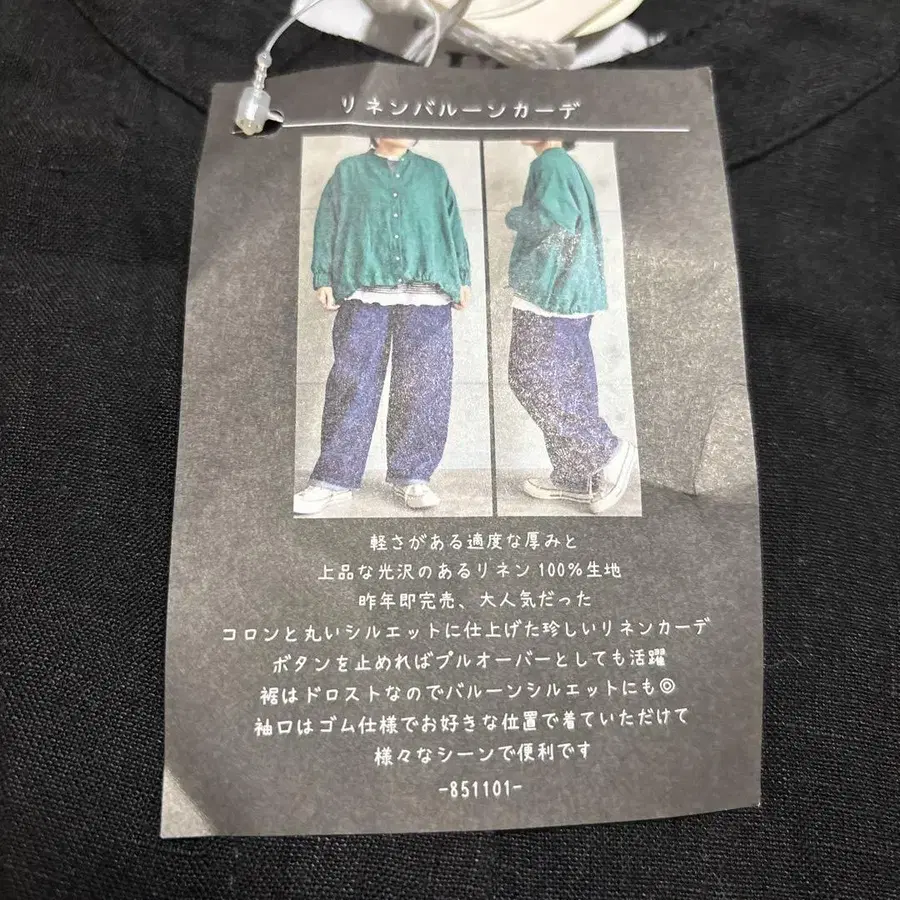 リネンバルーンカーデ
軽さがある適度な厚みと
上品な光沢のあるリネン100%生地
昨年即完売、大人気だった
コロンと丸いシルエットに仕上げた珍しいリネンカーデ
ボタンを止めればプルオーバーとしても活躍
裾はドロストなのでバルーンシルエットにも◎
袖口はゴム仕様でお好きな位置で着ていただけて
様々なシーンで便利です
-851101-